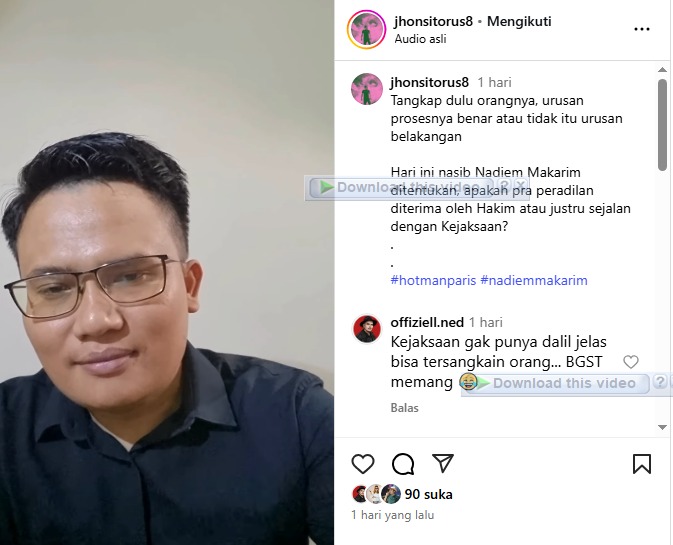 jhonsitorus8 • Mengikuti
Audio asli
jhonsitorus8 1 hari
Tangkap dulu orangnya, urusan
prosesnya benar atau tidak itu urusan
belakangan
Hari ini nasib Nadiem Makarim
Download this video ? X
ditentukan, apakah pra peradilan
diterima oleh Hakim atau justru sejalan
dengan Kejaksaan?
.
.
#hotmanparis #nadiemmakarim
offiziell.ned 1 hari
Kejaksaan gak punya dalil jelas
bisa tersangkain orang... BGST
memang 😂
Download this video ?
Balas
90 suka
1 hari yang lalu